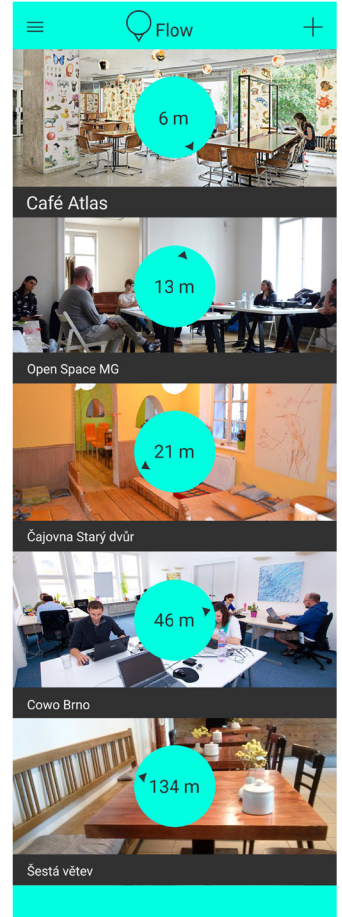 Flow
6 m
Café Atlas
13 m
Open Space MG
21 m
Čajovna Starý dvůr
46 m
Cowo Brno
134 m
Šestá větev